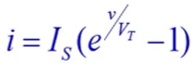 i = I_S(e^{v/V_T} − 1)